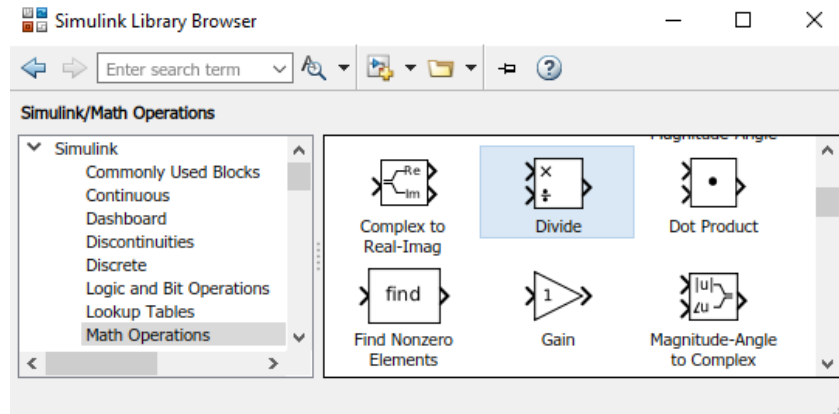 Simulink Library Browser
Enter search term
Simulink/Math Operations
Simulink
Commonly Used Blocks
Continuous
Dashboard
Discontinuities
Discrete
Logic and Bit Operations
Lookup Tables
Math Operations
Magnitude-Angle
Re
Im
×
÷
Complex to
Real-Imag
Divide
Dot Product
find
1
|u|
∠u
Find Nonzero
Elements
Gain
Magnitude-Angle
to Complex